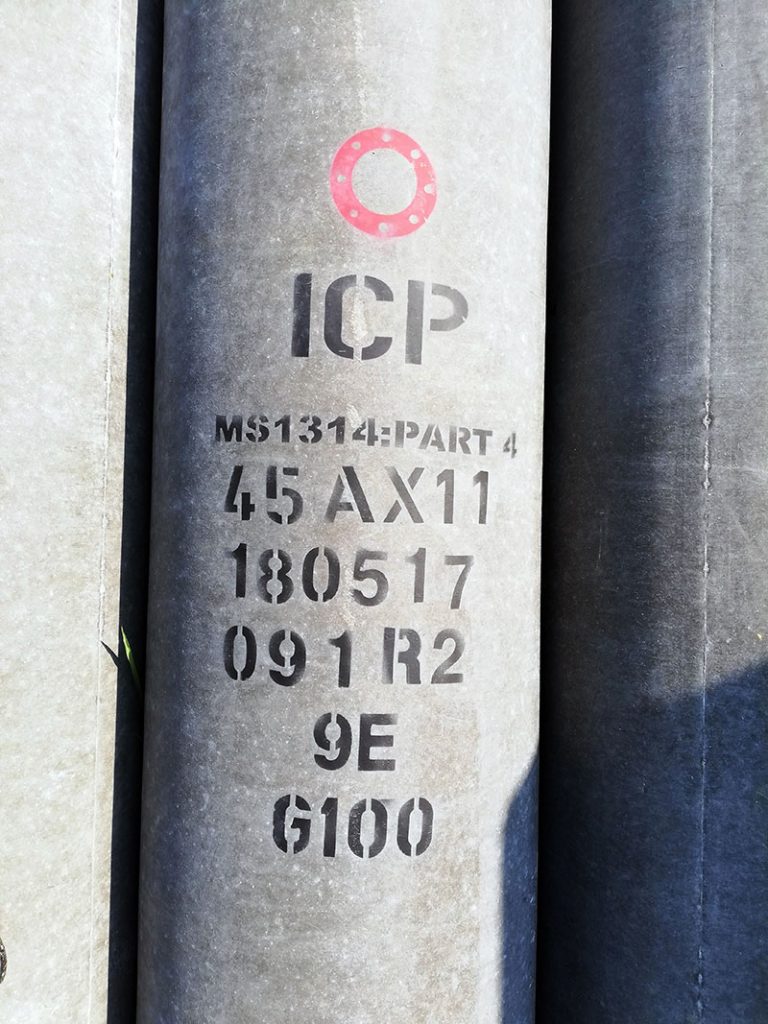 ICP
MS1314:PART 4
45 AX11
180517
091 R2
9E
G100